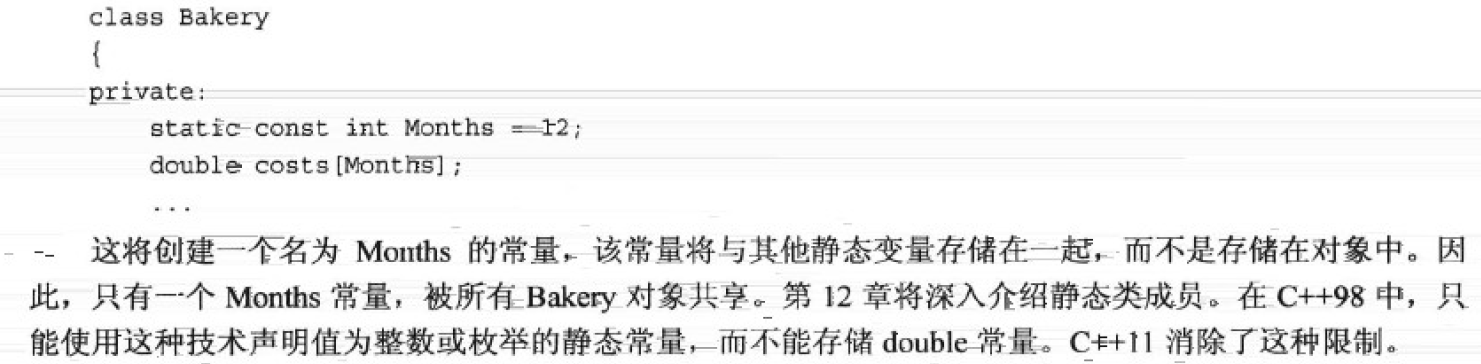 class Bakery
{
private:
    static const int Months = 12;
    double costs[Months];
    ...
这将创建一个名为 Months 的常量，该常量将与其他静态变量存储在一起，而不是存储在对象中。因
此，只有一个 Months 常量，被所有 Bakery 对象共享。第 12 章将深入介绍静态类成员。在 C++98 中，只
能使用这种技术声明值为整数或枚举的静态常量，而不能存储 double 常量。C++11 消除了这种限制。